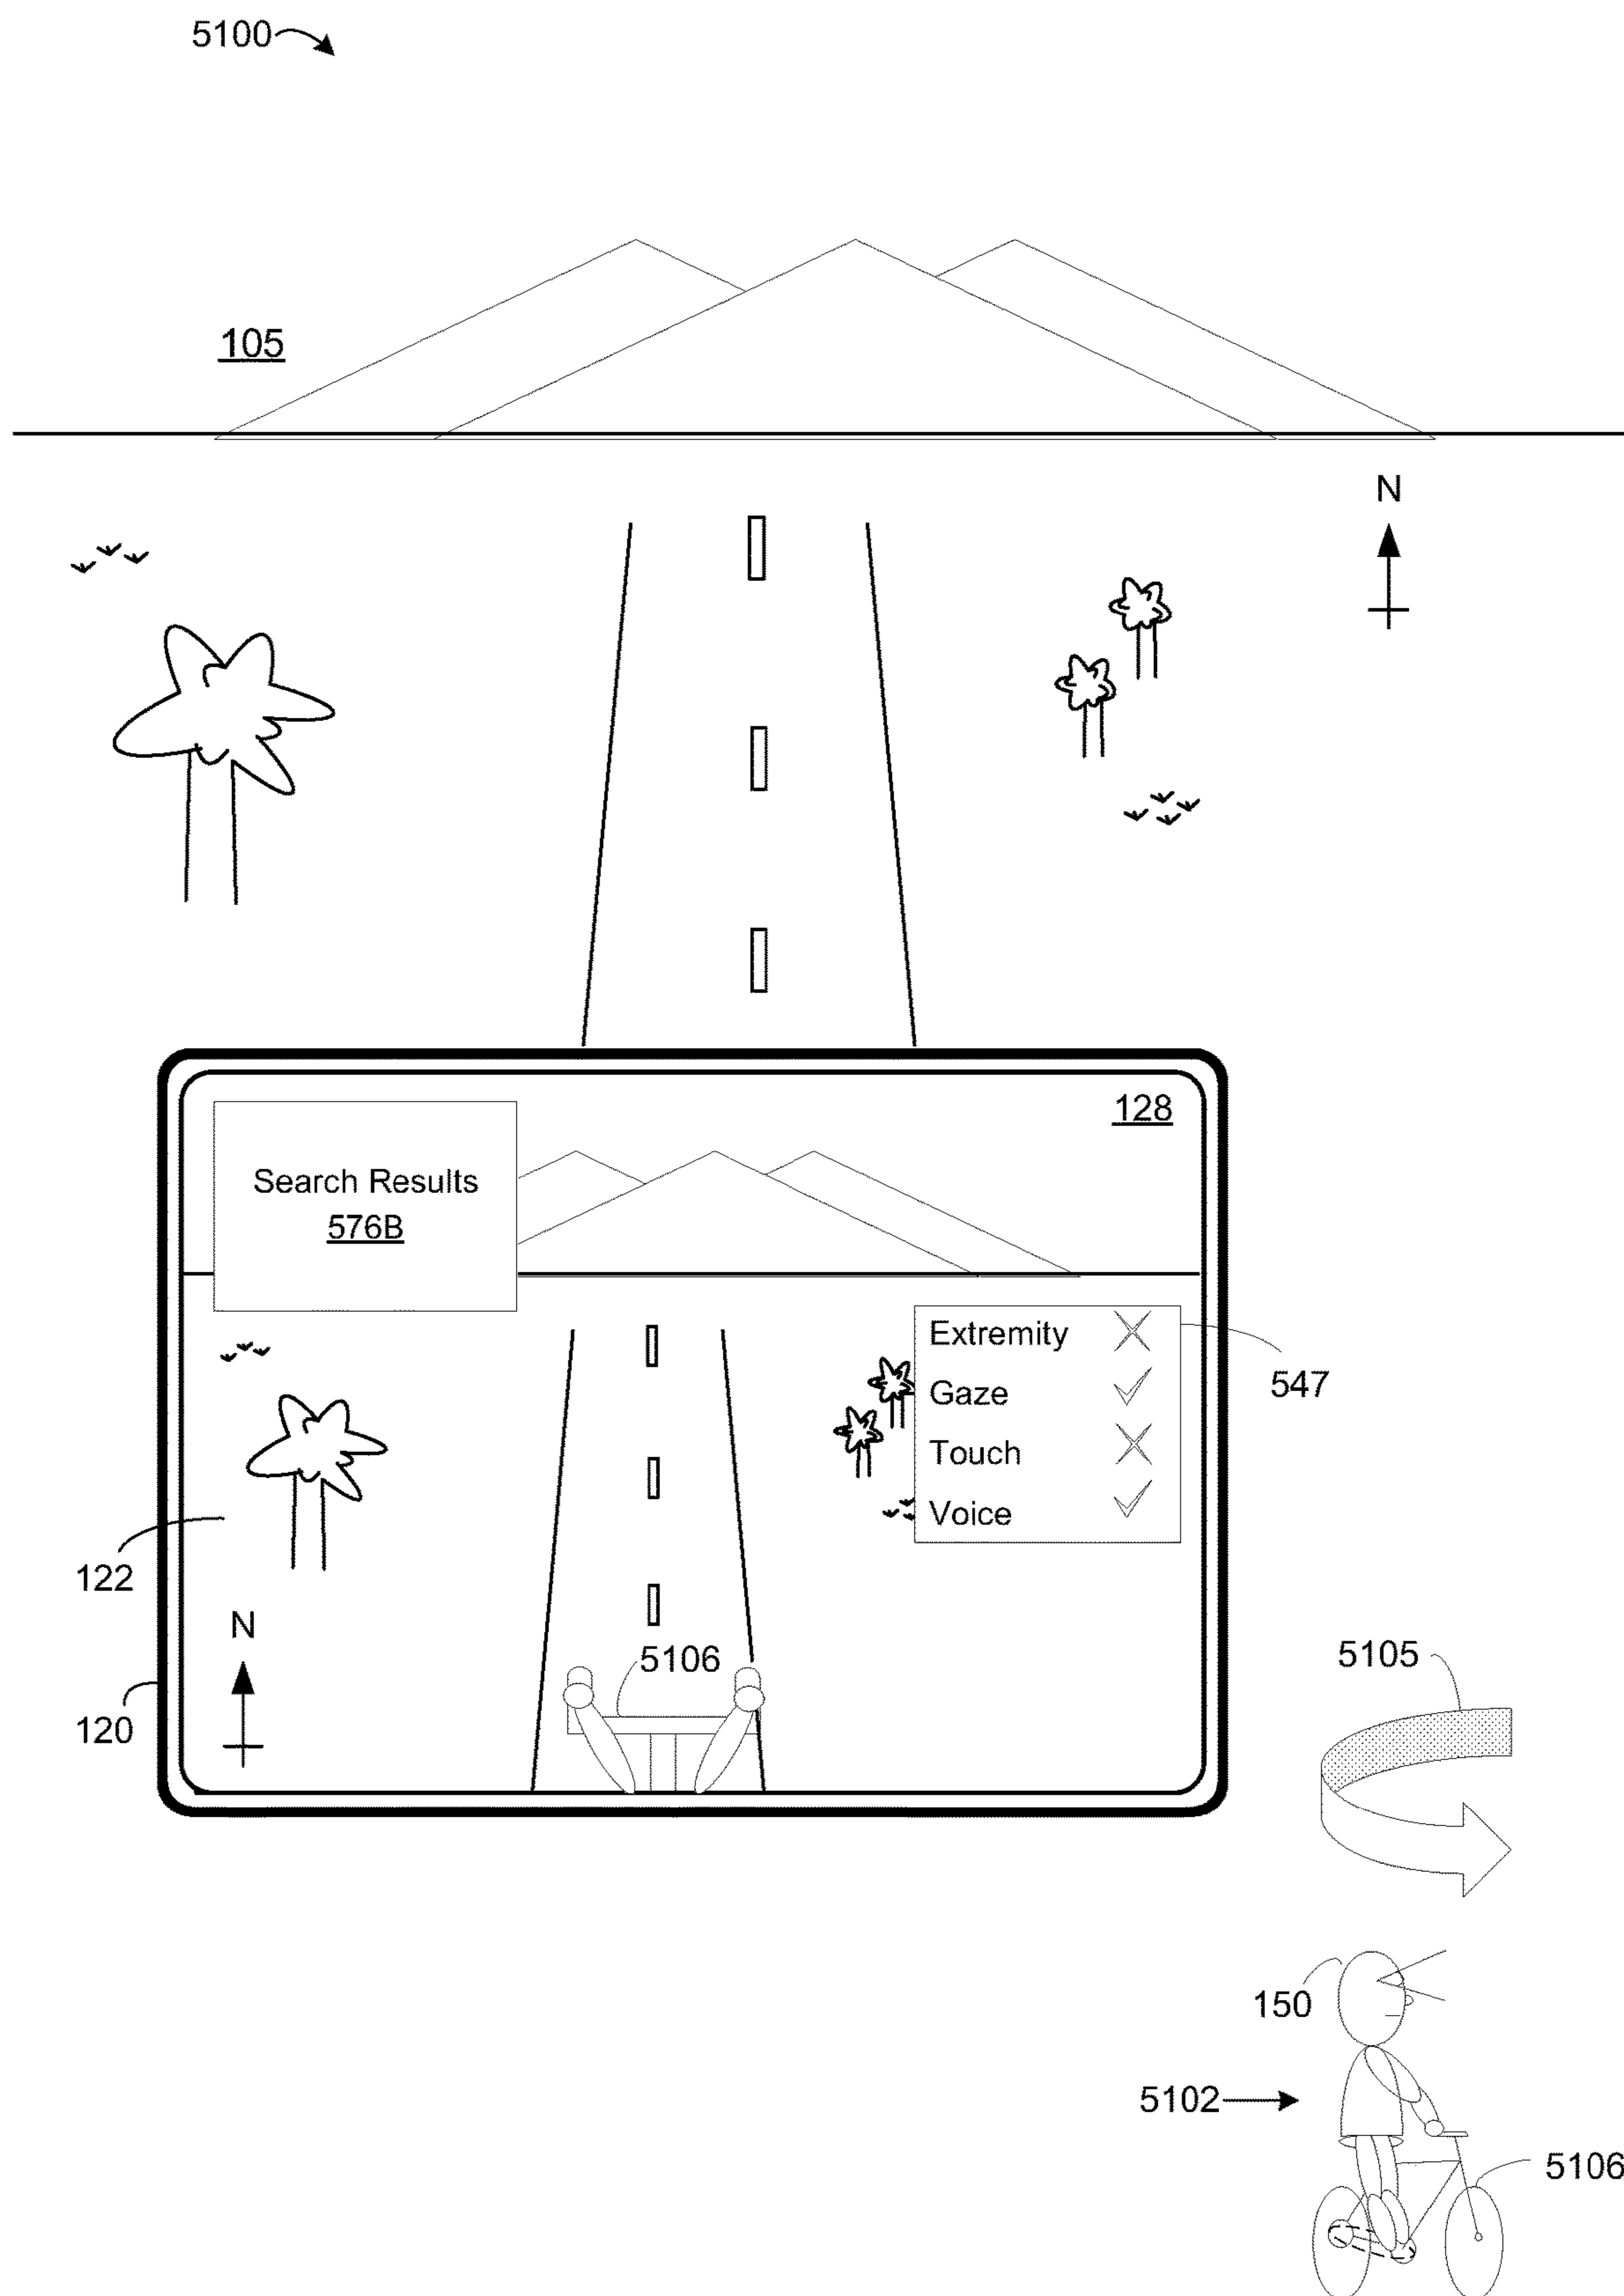 5100
105
N
128
Search Results
576B
Extremity
547
Gaze
Touch
Voice
122
N
5106
5105
120
150
5102
5106